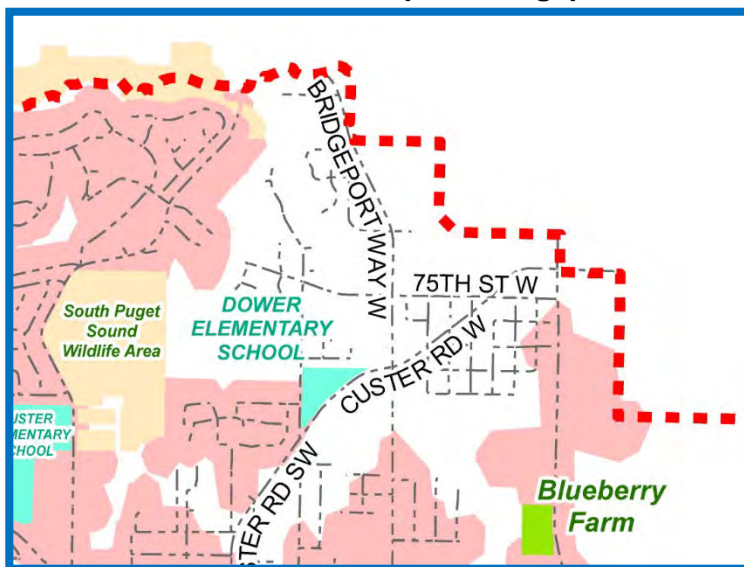 BRIDGEPORT WAY W
75TH ST W
DOWER
ELEMENTARY
SCHOOL
South Puget
Sound
Wildlife Area
CUSTER RD W
USTER
EMENTARY
CHOOL
STER RD SW
Blueberry
Farm